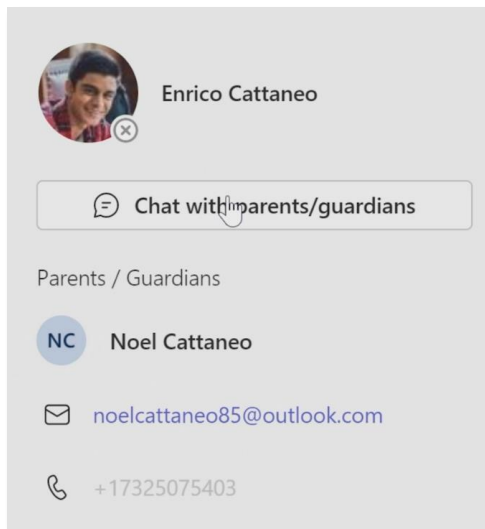 Enrico Cattaneo
Chat with parents/guardians
Parents / Guardians
NC Noel Cattaneo
noelcattaneo85@outlook.com
+17325075403